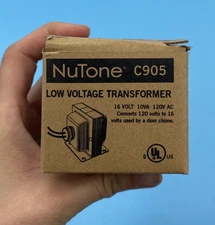 NuTone C905
LOW VOLTAGE TRANSFORMER
16 VOLT 10VA 120V AC
Converts 120 volts to 16
volts used by a door chime.
C UL US